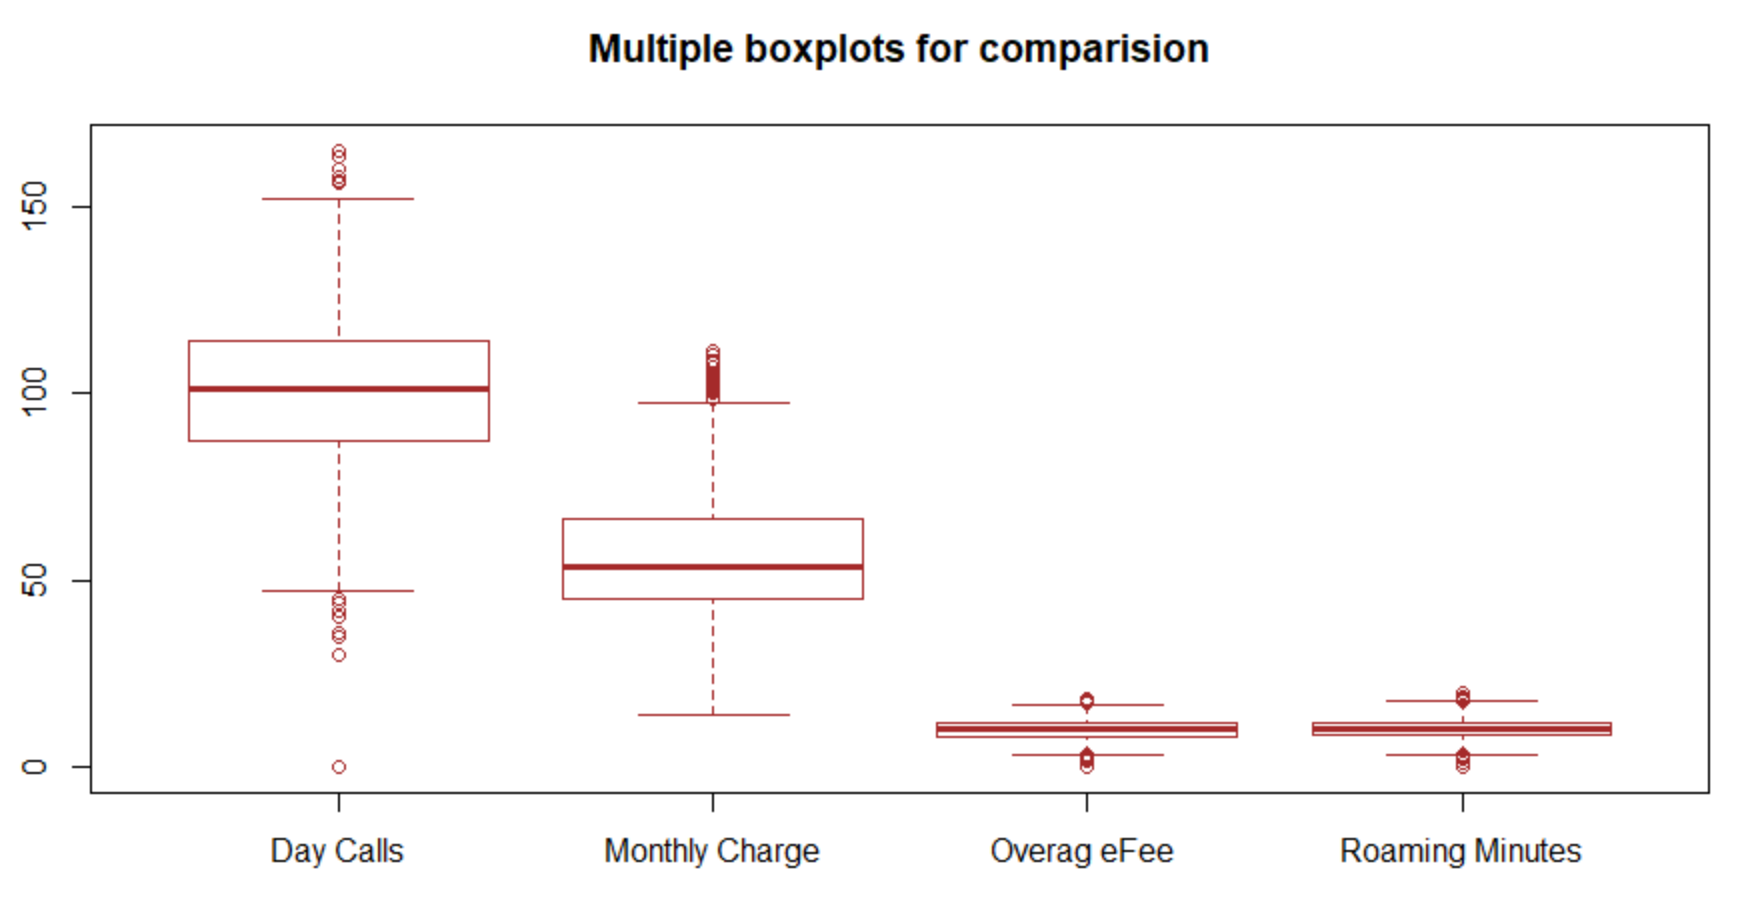 Multiple boxplots for comparision
150
100
50
0
Day Calls
Monthly Charge
Overag eFee
Roaming Minutes